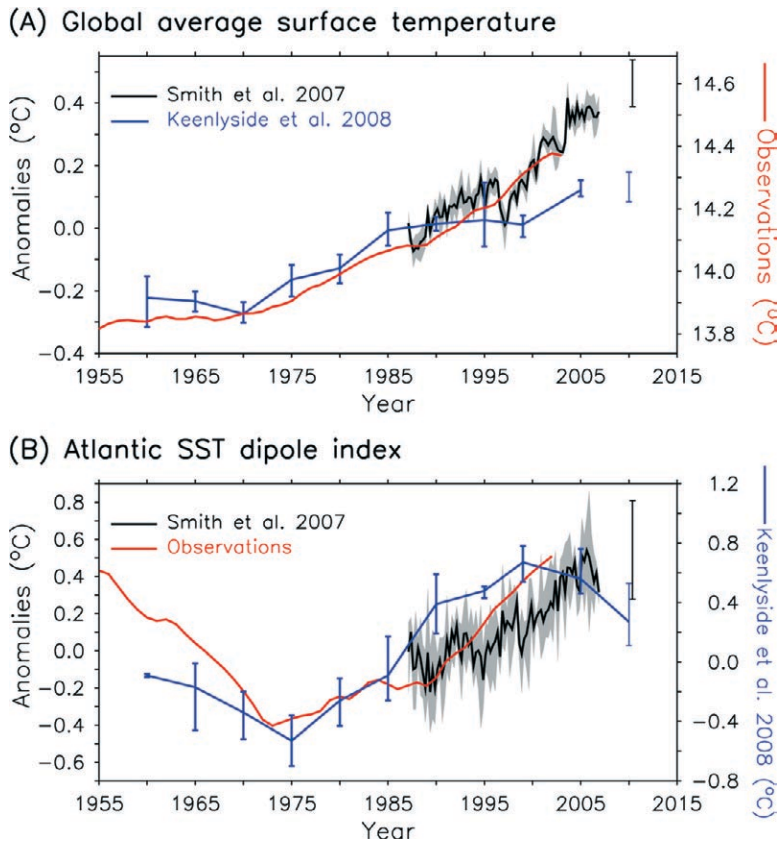 (A) Global average surface temperature
Smith et al. 2007
Keenlyside et al. 2008
Anomalies (°C)
0.4
0.2
0.0
−0.2
−0.4
14.6
14.4
14.2
14.0
13.8
Observations (°C)
1955 1965 1975 1985 1995 2005 2015
Year
(B) Atlantic SST dipole index
Smith et al. 2007
Observations
Anomalies (°C)
0.8
0.6
0.4
0.2
0.0
−0.2
−0.4
−0.6
1.2
0.8
0.4
0.0
−0.4
−0.8
Keenlyside et al. 2008 (°C)
1955 1965 1975 1985 1995 2005 2015
Year